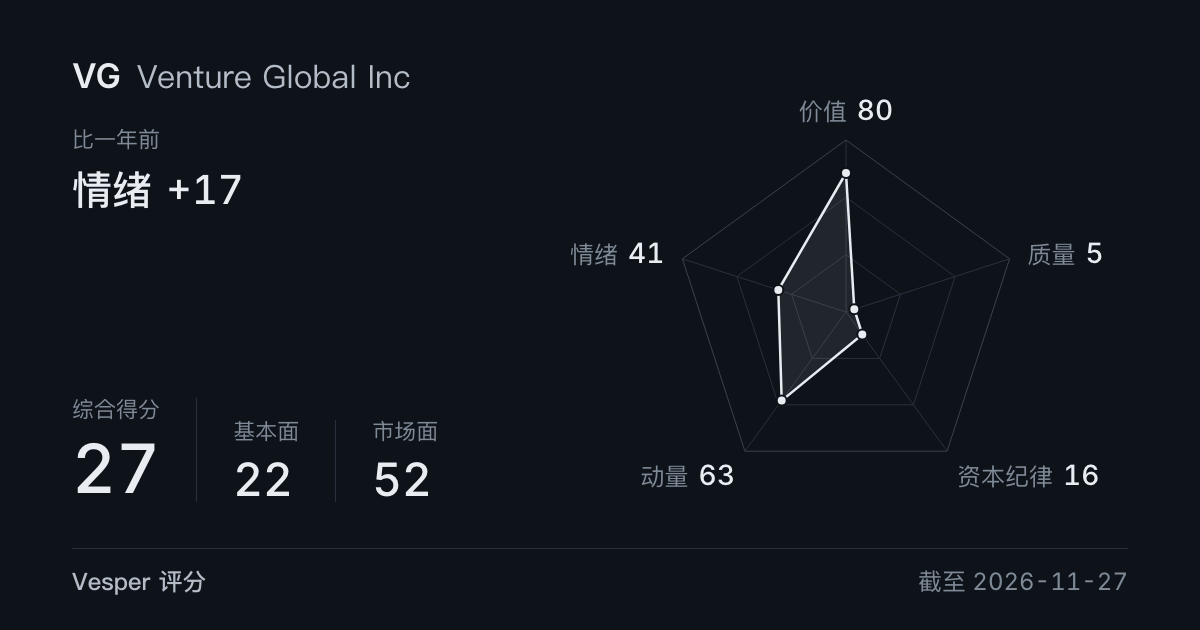 VG Venture Global Inc
比一年前
情绪 +17
价值 80
情绪 41
质量 5
动量 63
资本纪律 16
综合得分
27
基本面
22
市场面
52
Vesper 评分
截至 2026-11-27